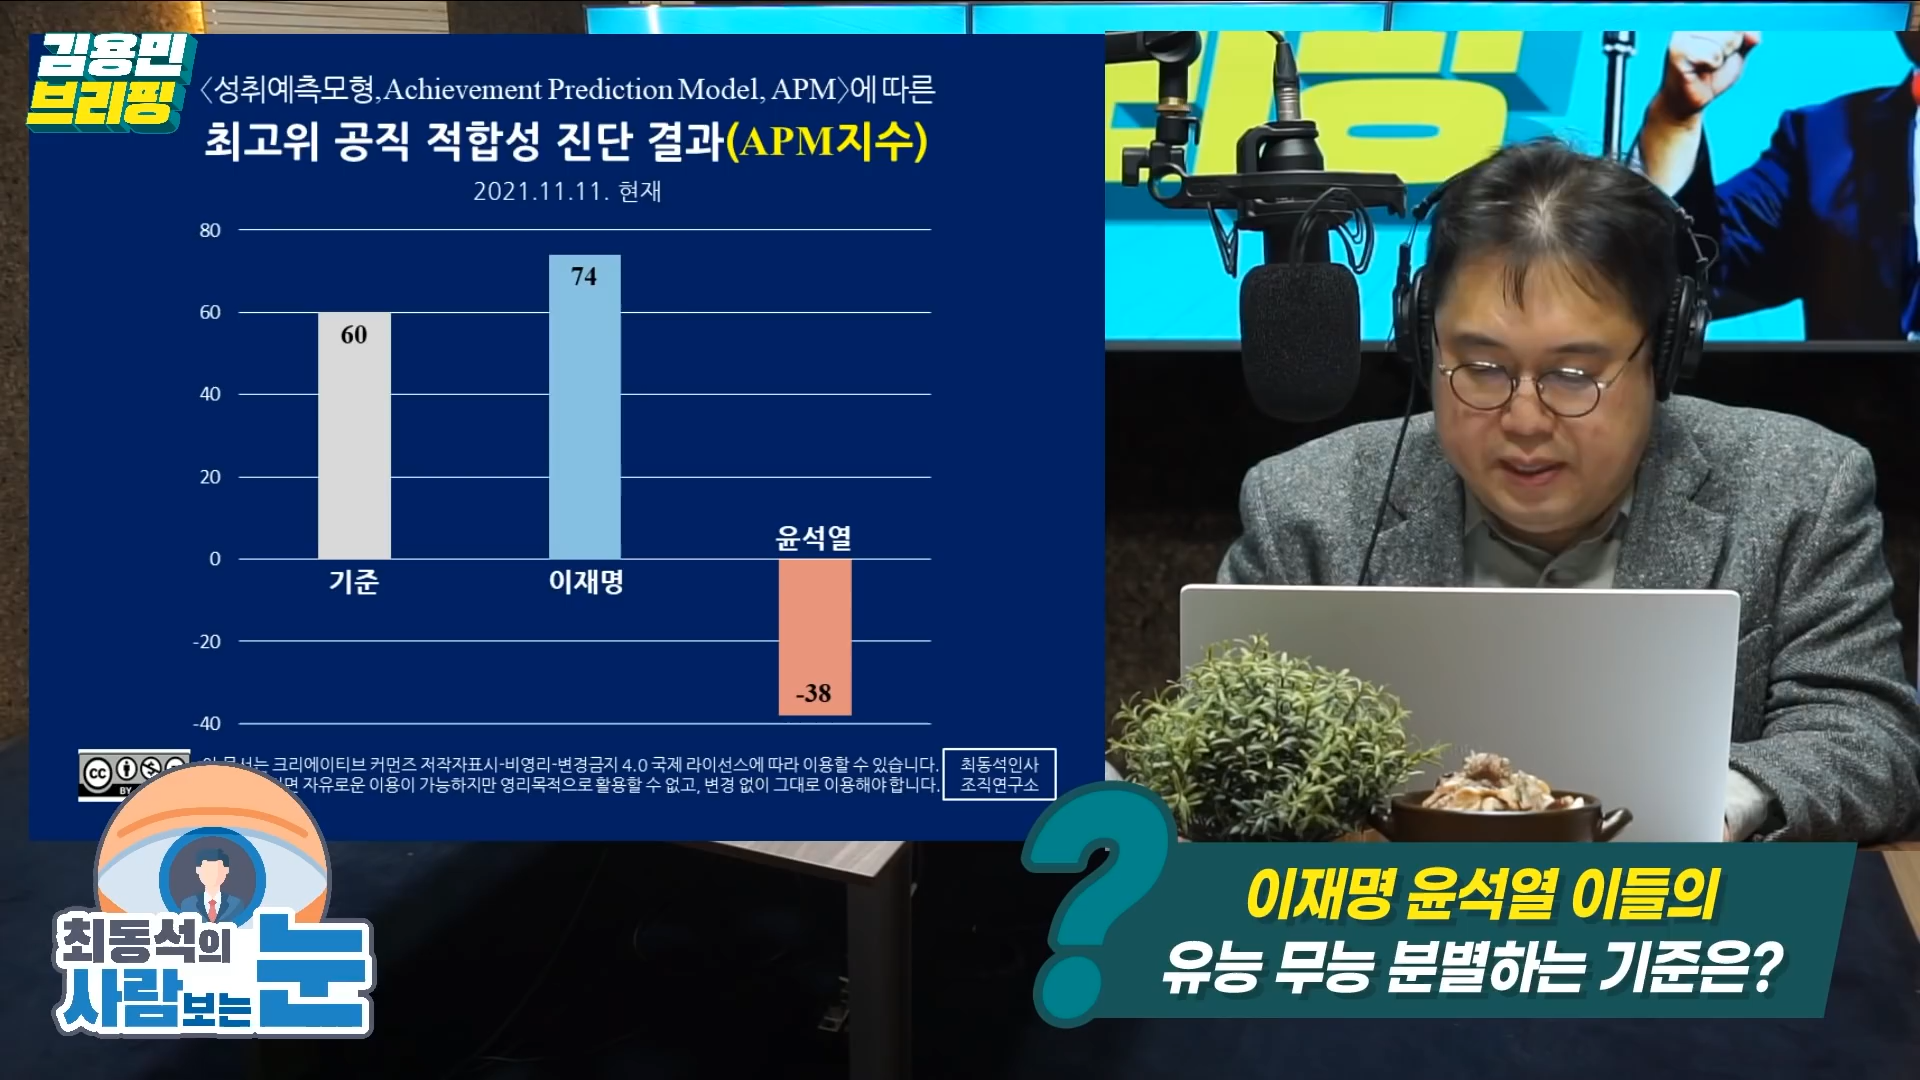 김용민
브리핑
<성취예측모형,Achievement Prediction Model, APM>에 따른
최고위 공직 적합성 진단 결과(APM지수)
2021.11.11. 현재
80
60
40
20
0
-20
-40
60
74
-38
기준
이재명
윤석열
cc
BY
문서는 크리에이티브 커먼즈 저작자표시-비영리-변경금지 4.0 국제 라이선스에 따라 이용할 수 있습니다.
자유로운 이용이 가능하지만 영리목적으로 활용할 수 없고, 변경 없이 그대로 이용해야 합니다.
최동석인사
조직연구소
최동석의
사람보는 눈
?
이재명 윤석열 이들의
유능 무능 분별하는 기준은?